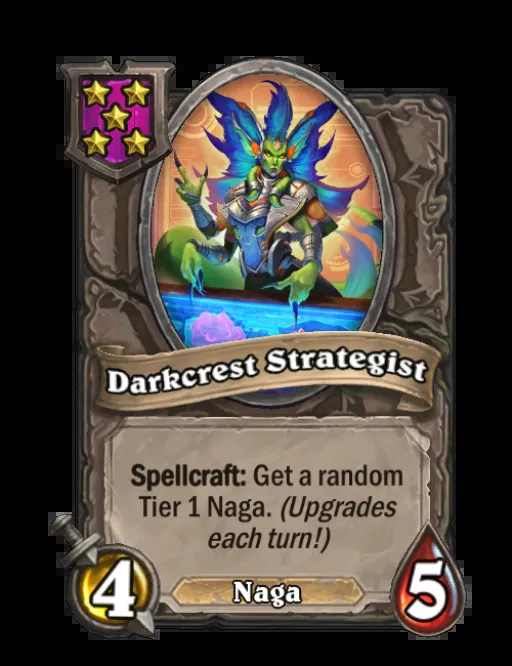 Darkcrest Strategist
Spellcraft: Get a random
Tier 1 Naga. (Upgrades
each turn!)
4
Naga
5